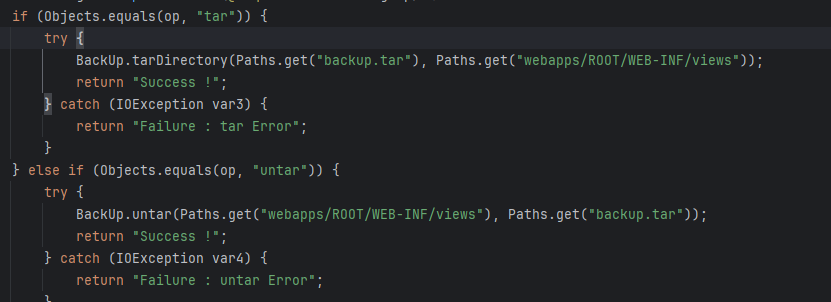 if (Objects.equals(op, "tar")) {
try {
BackUp.tarDirectory(Paths.get("backup.tar"), Paths.get("webapps/ROOT/WEB-INF/views"));
return "Success !";
} catch (IOException var3) {
return "Failure : tar Error";
}
} else if (Objects.equals(op, "untar")) {
try {
BackUp.untar(Paths.get("webapps/ROOT/WEB-INF/views"), Paths.get("backup.tar"));
return "Success !";
} catch (IOException var4) {
return "Failure : untar Error";
}